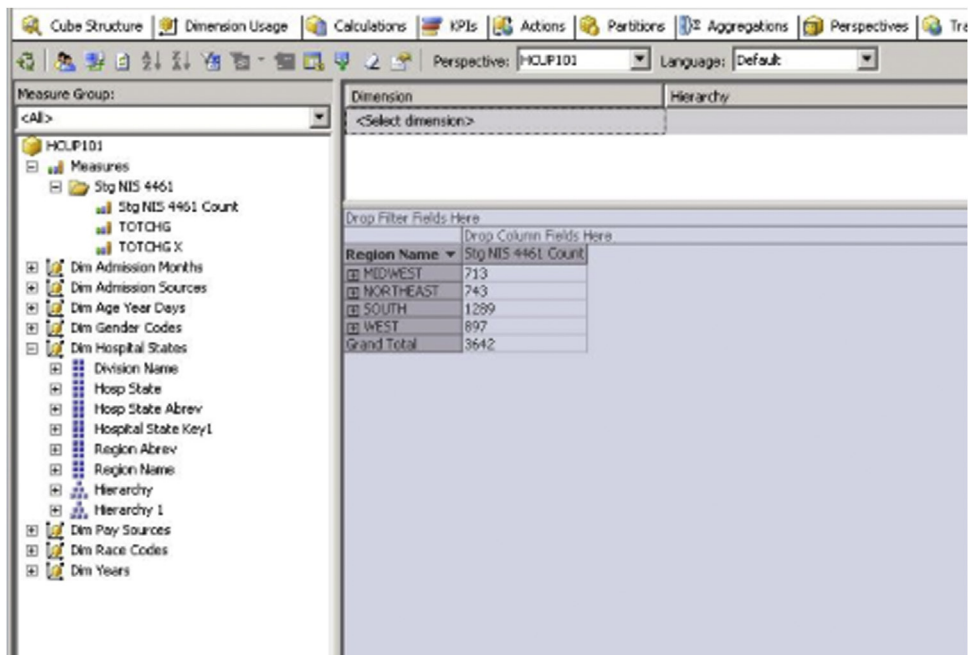 Cube Structure Dimension Usage Calculations KPIs Actions Partitions Aggregations Perspectives Tra
Perspective: HCUP101 Language: Default
Measure Group:
<All>
HCUP101
Measures
Stg NIS 4461
Stg NIS 4461 Count
TOTCHG
TOTCHG X
Dim Admission Months
Dim Admission Sources
Dim Age Year Days
Dim Gender Codes
Dim Hospital States
Division Name
Hosp State
Hosp State Abrev
Hospital State Key1
Region Abrev
Region Name
Hierarchy
Hierarchy 1
Dim Pay Sources
Dim Race Codes
Dim Years
Dimension Hierarchy
<Select dimension>
Drop Filter Fields Here
Drop Column Fields Here
Region Name Stg NIS 4461 Count
MIDWEST 713
NORTHEAST 743
SOUTH 1289
WEST 897
Grand Total 3642